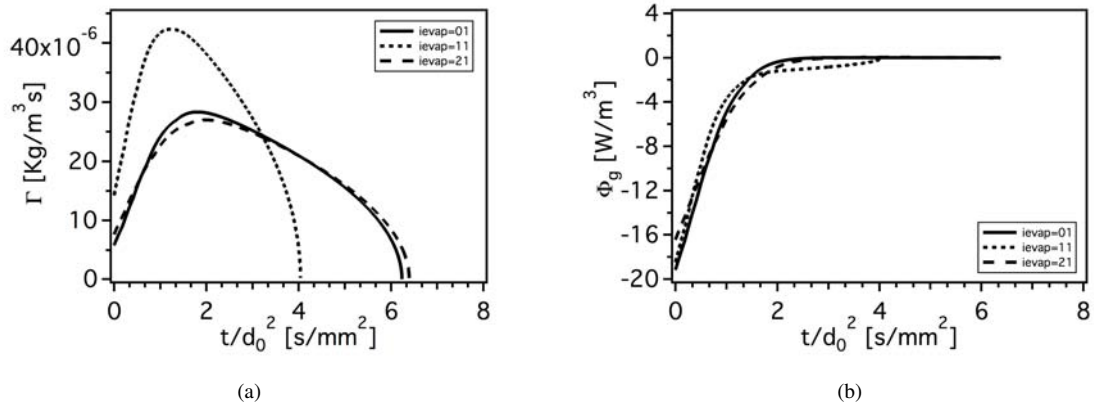 40x10⁻⁶
30
20
10
0
Γ [Kg/m³ s]
0 2 4 6 8
t/d₀² [s/mm²]
ievap=01
ievap=11
ievap=21
(a)
4
0
-4
-8
-12
-16
-20
Φg [W/m³]
0 2 4 6 8
t/d₀² [s/mm²]
ievap=01
ievap=11
ievap=21
(b)